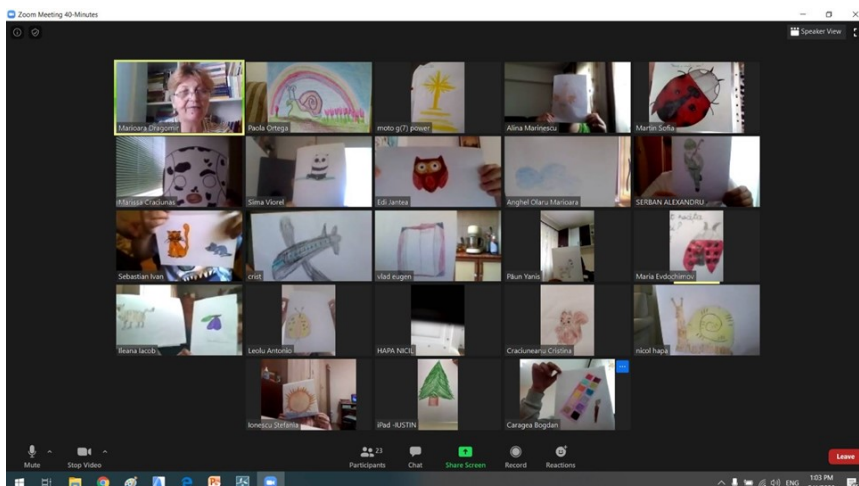 Zoom Meeting 40-Minutes
Speaker View
Marioara Dragomir
Paola Ortega
moto g(7) power
Alina Marinescu
Martin Sofia
Marissa Craciunas
Sima Viorel
Edi Jantea
Anghel Olaru Marioara
SERBAN ALEXANDRU
Sebastian Ivan
crist
vlad eugen
Păun Yanis
Maria Evdochimov
Ileana Iacob
Leolu Antonio
HAPA NICIL
Craciuneanu Cristina
nicol hapa
Ionescu Stefania
iPad -IUSTIN
Caragea Bogdan
Mute
Stop Video
23
Participants
Chat
Share Screen
Record
Reactions
Leave
ENG
1:03 PM